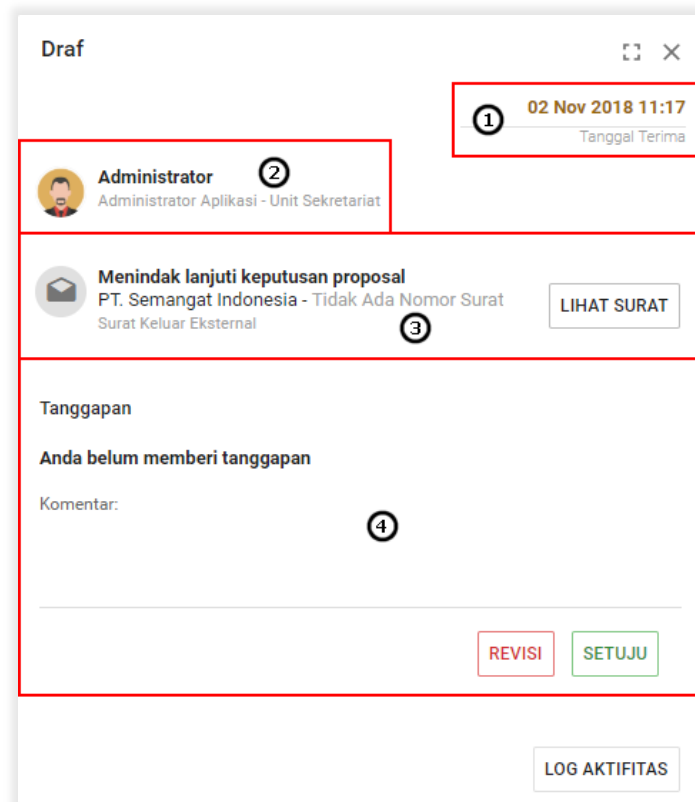 Draf
02 Nov 2018 11:17
① Tanggal Terima
Administrator ②
Administrator Aplikasi - Unit Sekretariat
Menindak lanjuti keputusan proposal
PT. Semangat Indonesia - Tidak Ada Nomor Surat
LIHAT SURAT
Surat Keluar Eksternal ③
Tanggapan
Anda belum memberi tanggapan
Komentar:
④
REVISI SETUJU
LOG AKTIFITAS